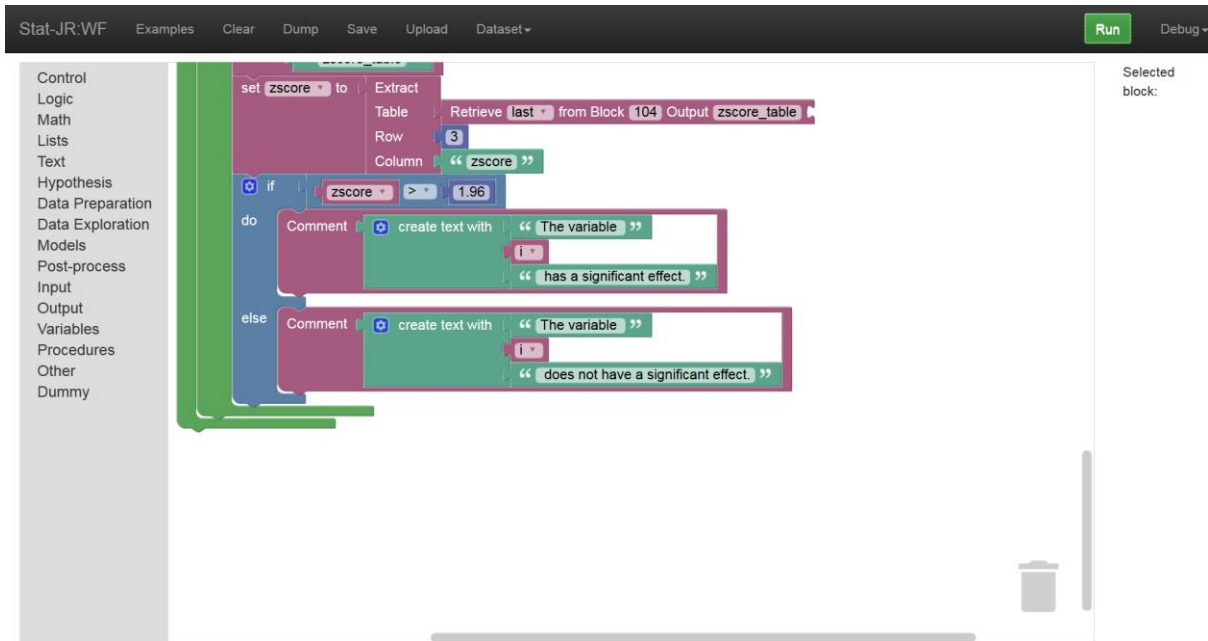 Stat-JR:WF Examples Clear Dump Save Upload Dataset Run Debug
Control
Logic
Math
Lists
Text
Hypothesis
Data Preparation
Data Exploration
Models
Post-process
Input
Output
Variables
Procedures
Other
Dummy
zscore_table
set zscore to Extract
Table Retrieve last from Block 104 Output zscore_table
Row 3
Column “ zscore ”
if zscore > 1.96
do Comment create text with “ The variable ”
i
“ has a significant effect. ”
else Comment create text with “ The variable ”
i
“ does not have a significant effect. ”
Selected
block: